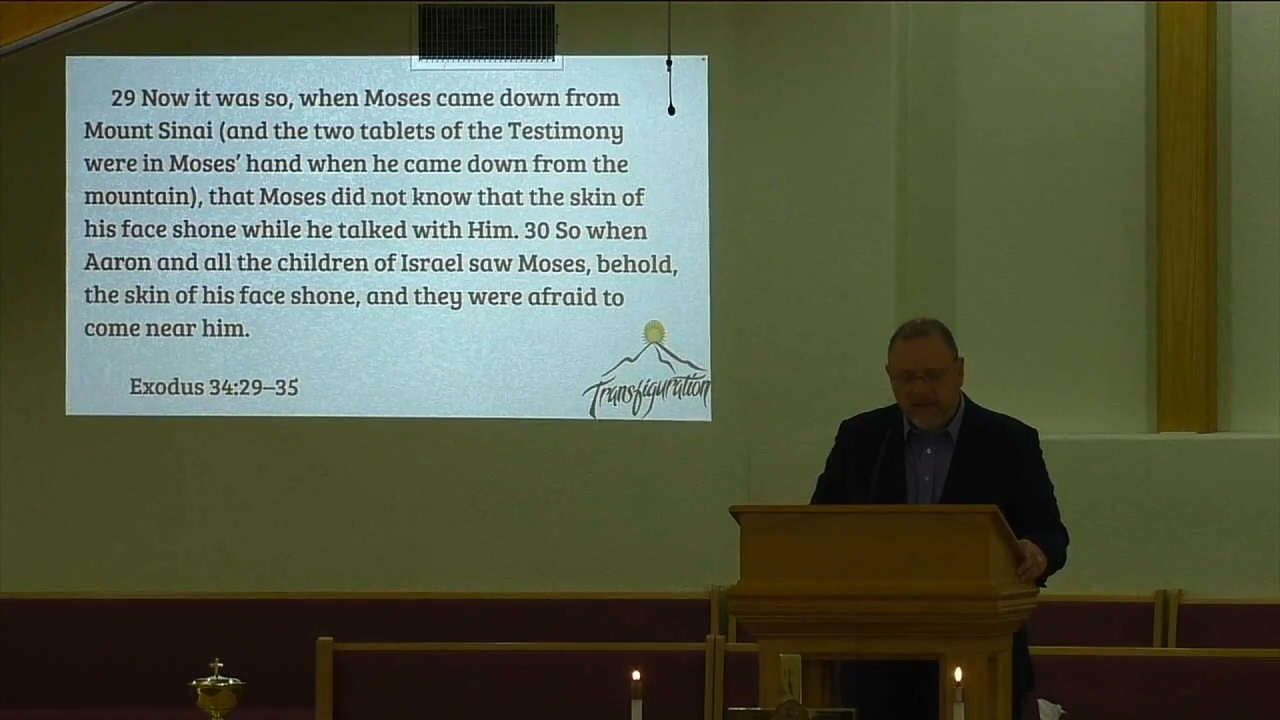 29 Now it was so, when Moses came down from
Mount Sinai (and the two tablets of the Testimony
were in Moses’ hand when he came down from the
mountain), that Moses did not know that the skin of
his face shone while he talked with Him. 30 So when
Aaron and all the children of Israel saw Moses, behold,
the skin of his face shone, and they were afraid to
come near him.
Exodus 34:29–35
Transfiguration